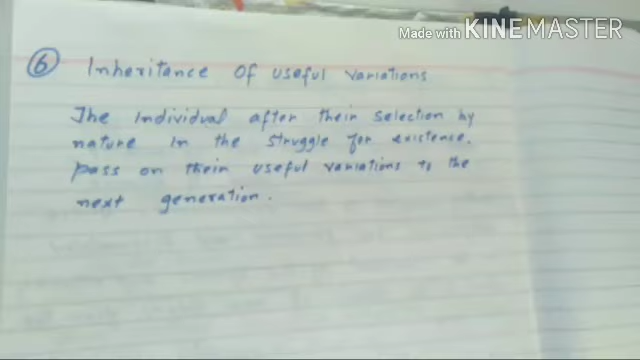 Made with KINEMASTER
6 Inheritance of useful variations
The individual after their selection by
nature in the struggle for existence.
pass on their useful variations to the
next generation.